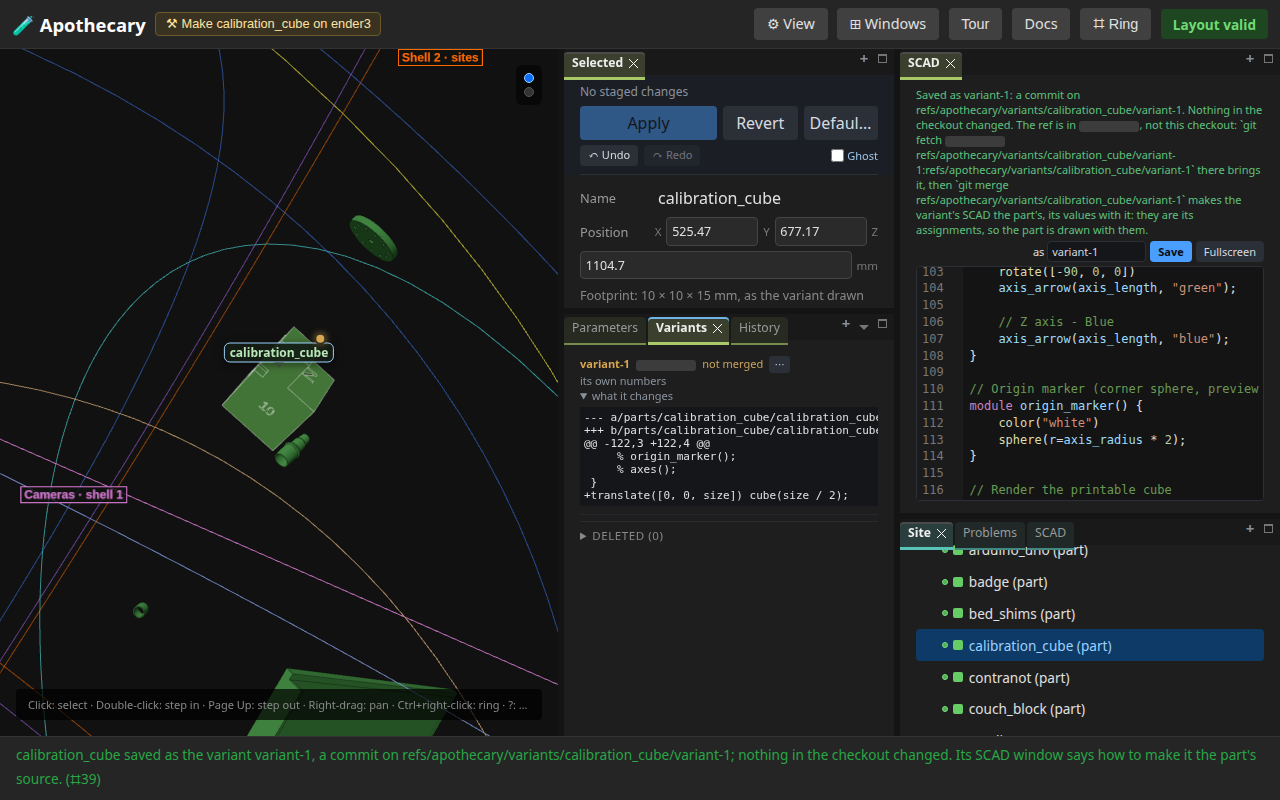 🧪 Apothecary
⚒ Make calibration_cube on ender3
⚙ View
⊞ Windows
Tour
Docs
⌗ Ring
Layout valid
Shell 2 · sites
calibration_cube
10
Cameras · shell 1
Click: select · Double-click: step in · Page Up: step out · Right-drag: pan · Ctrl+right-click: ring · ?: ...
Selected
No staged changes
Apply
Revert
Defaul...
↶ Undo
↷ Redo
Ghost
Name calibration_cube
Position X 525.47 Y 677.17 Z
1104.7 mm
Footprint: 10 × 10 × 15 mm, as the variant drawn
Parameters
Variants
History
variant-1 not merged ...
its own numbers
▼ what it changes
--- a/parts/calibration_cube/calibration_cube
+++ b/parts/calibration_cube/calibration_cube
@@ -122,3 +122,4 @@
% origin_marker();
% axes();
}
+translate([0, 0, size]) cube(size / 2);
▶ DELETED (0)
SCAD
Saved as variant-1: a commit on
refs/apothecary/variants/calibration_cube/variant-1. Nothing in the
checkout changed. The ref is in , not this checkout: `git
fetch
refs/apothecary/variants/calibration_cube/variant-
1:refs/apothecary/variants/calibration_cube/variant-1` there brings
it, then `git merge
refs/apothecary/variants/calibration_cube/variant-1` makes the
variant's SCAD the part's, its values with it: they are its
assignments, so the part is drawn with them.
as variant-1 Save Fullscreen
103 rotate([-90, 0, 0])
104 axis_arrow(axis_length, "green");
105
106 // Z axis - Blue
107 axis_arrow(axis_length, "blue");
108 }
109
110 // Origin marker (corner sphere, preview
111 module origin_marker() {
112 color("white")
113 sphere(r=axis_radius * 2);
114 }
115
116 // Render the printable cube
Site
Problems
SCAD
arduino_uno (part)
badge (part)
bed_shims (part)
calibration_cube (part)
contranot (part)
couch_block (part)
calibration_cube saved as the variant variant-1, a commit on refs/apothecary/variants/calibration_cube/variant-1; nothing in the checkout changed. Its SCAD window says how to make it the part's
source. (⌗39)